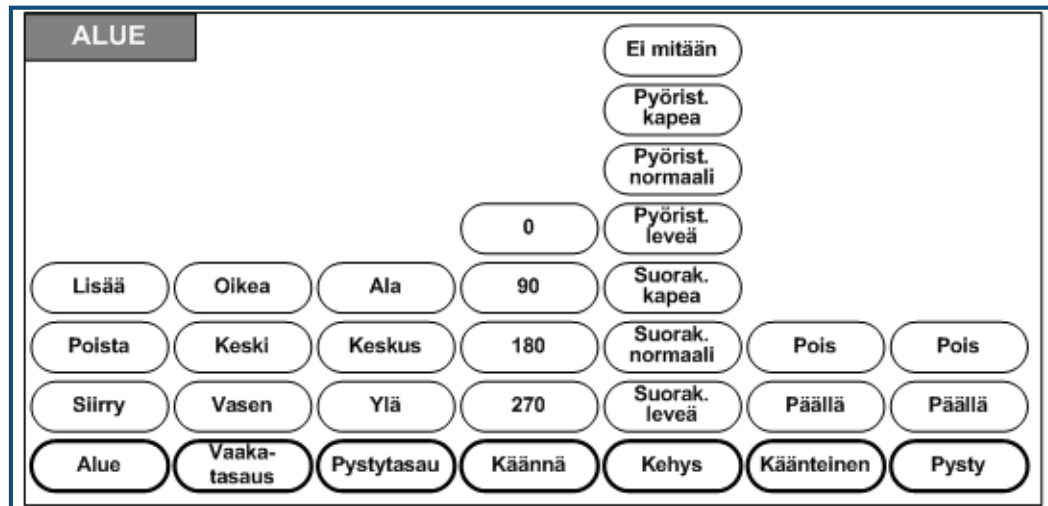 ALUE
Ei mitään
Pyörist.
kapea
Pyörist.
normaali
0
Pyörist.
leveä
Lisää
Oikea
Ala
90
Suorak.
kapea
Poista
Keski
Keskus
180
Suorak.
normaali
Pois
Pois
Siirry
Vasen
Ylä
270
Suorak.
leveä
Päällä
Päällä
Alue
Vaaka-
tasaus
Pystytasau
Käännä
Kehys
Käänteinen
Pysty